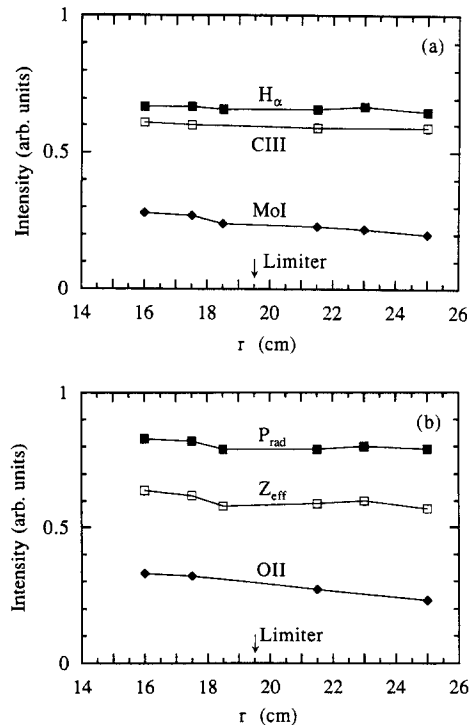 1
(a)
Hα
CIII
Intensity (arb. units)
0.5
MoI
Limiter
0
14 16 18 20 22 24 26
r (cm)
1
(b)
Prad
Zeff
Intensity (arb. units)
0.5
OII
Limiter
0
14 16 18 20 22 24 26
r (cm)